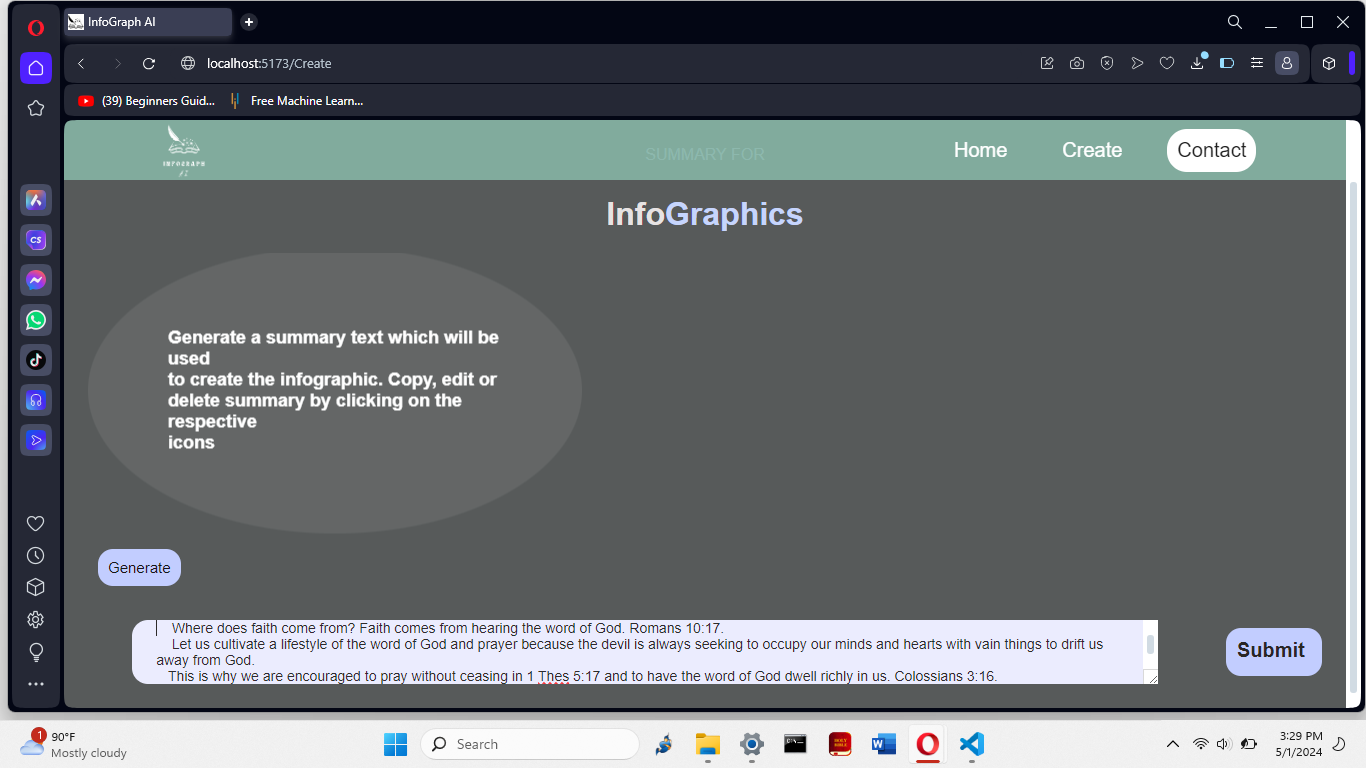 InfoGraph AI
localhost:5173/Create
(39) Beginners Guid...
Free Machine Learn...
INFOGRAPH
SUMMARY FOR
Home
Create
Contact
InfoGraphics
Generate a summary text which will be
used
to create the infographic. Copy, edit or
delete summary by clicking on the
respective
icons
Generate
Where does faith come from? Faith comes from hearing the word of God. Romans 10:17.
Let us cultivate a lifestyle of the word of God and prayer because the devil is always seeking to occupy our minds and hearts with vain things to drift us
away from God.
This is why we are encouraged to pray without ceasing in 1 Thes 5:17 and to have the word of God dwell richly in us. Colossians 3:16.
Submit
CS
1
90°F
Mostly cloudy
Search
HOLY
BIBLE
3:29 PM
5/1/2024